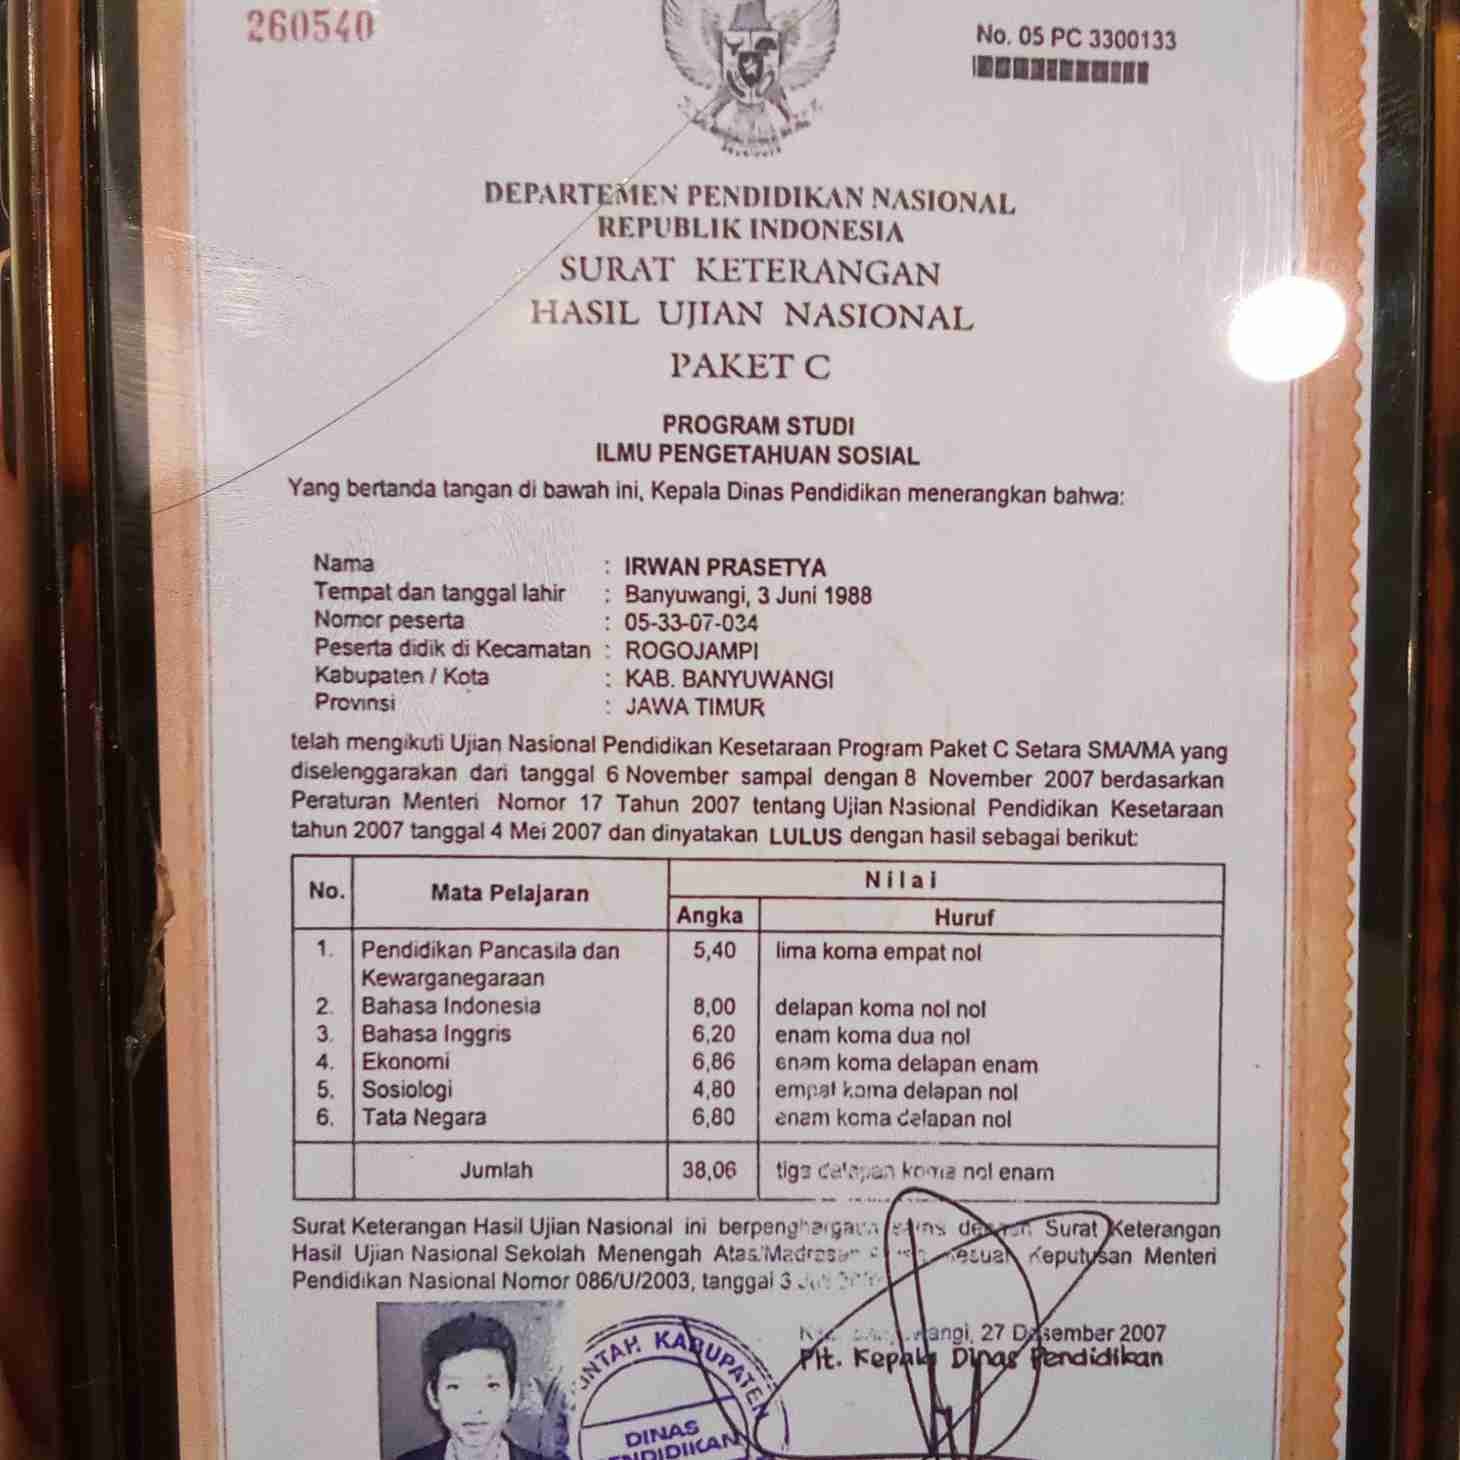 260540
No. 05 PC 3300133
DEPARTEMEN PENDIDIKAN NASIONAL
REPUBLIK INDONESIA
SURAT KETERANGAN
HASIL UJIAN NASIONAL
PAKET C
PROGRAM STUDI
ILMU PENGETAHUAN SOSIAL
Yang bertanda tangan di bawah ini, Kepala Dinas Pendidikan menerangkan bahwa:
Nama : IRWAN PRASETYA
Tempat dan tanggal lahir : Banyuwangi, 3 Juni 1988
Nomor peserta : 05-33-07-034
Peserta didik di Kecamatan : ROGOJAMPI
Kabupaten / Kota : KAB. BANYUWANGI
Provinsi : JAWA TIMUR
telah mengikuti Ujian Nasional Pendidikan Kesetaraan Program Paket C Setara SMA/MA yang
diselenggarakan dari tanggal 6 November sampai dengan 8 November 2007 berdasarkan
Peraturan Menteri Nomor 17 Tahun 2007 tentang Ujian Nasional Pendidikan Kesetaraan
tahun 2007 tanggal 4 Mei 2007 dan dinyatakan LULUS dengan hasil sebagai berikut:
No. Mata Pelajaran Nilai
Angka Huruf
1. Pendidikan Pancasila dan 5,40 lima koma empat nol
Kewarganegaraan
2. Bahasa Indonesia 8,00 delapan koma nol nol
3. Bahasa Inggris 6,20 enam koma dua nol
4. Ekonomi 6,86 enam koma delapan enam
5. Sosiologi 4,80 empat koma delapan nol
6. Tata Negara 6,80 enam koma delapan nol
Jumlah 38,06 tiga delapan koma nol enam
Surat Keterangan Hasil Ujian Nasional ini berpenghargaan sama dengan Surat Keterangan
Hasil Ujian Nasional Sekolah Menengah Atas/Madrasah sesuai Keputusan Menteri
Pendidikan Nasional Nomor 086/U/2003, tanggal 3
27 Desember 2007
Plt. Kepala Dinas Pendidikan
KABUPATEN
DINAS